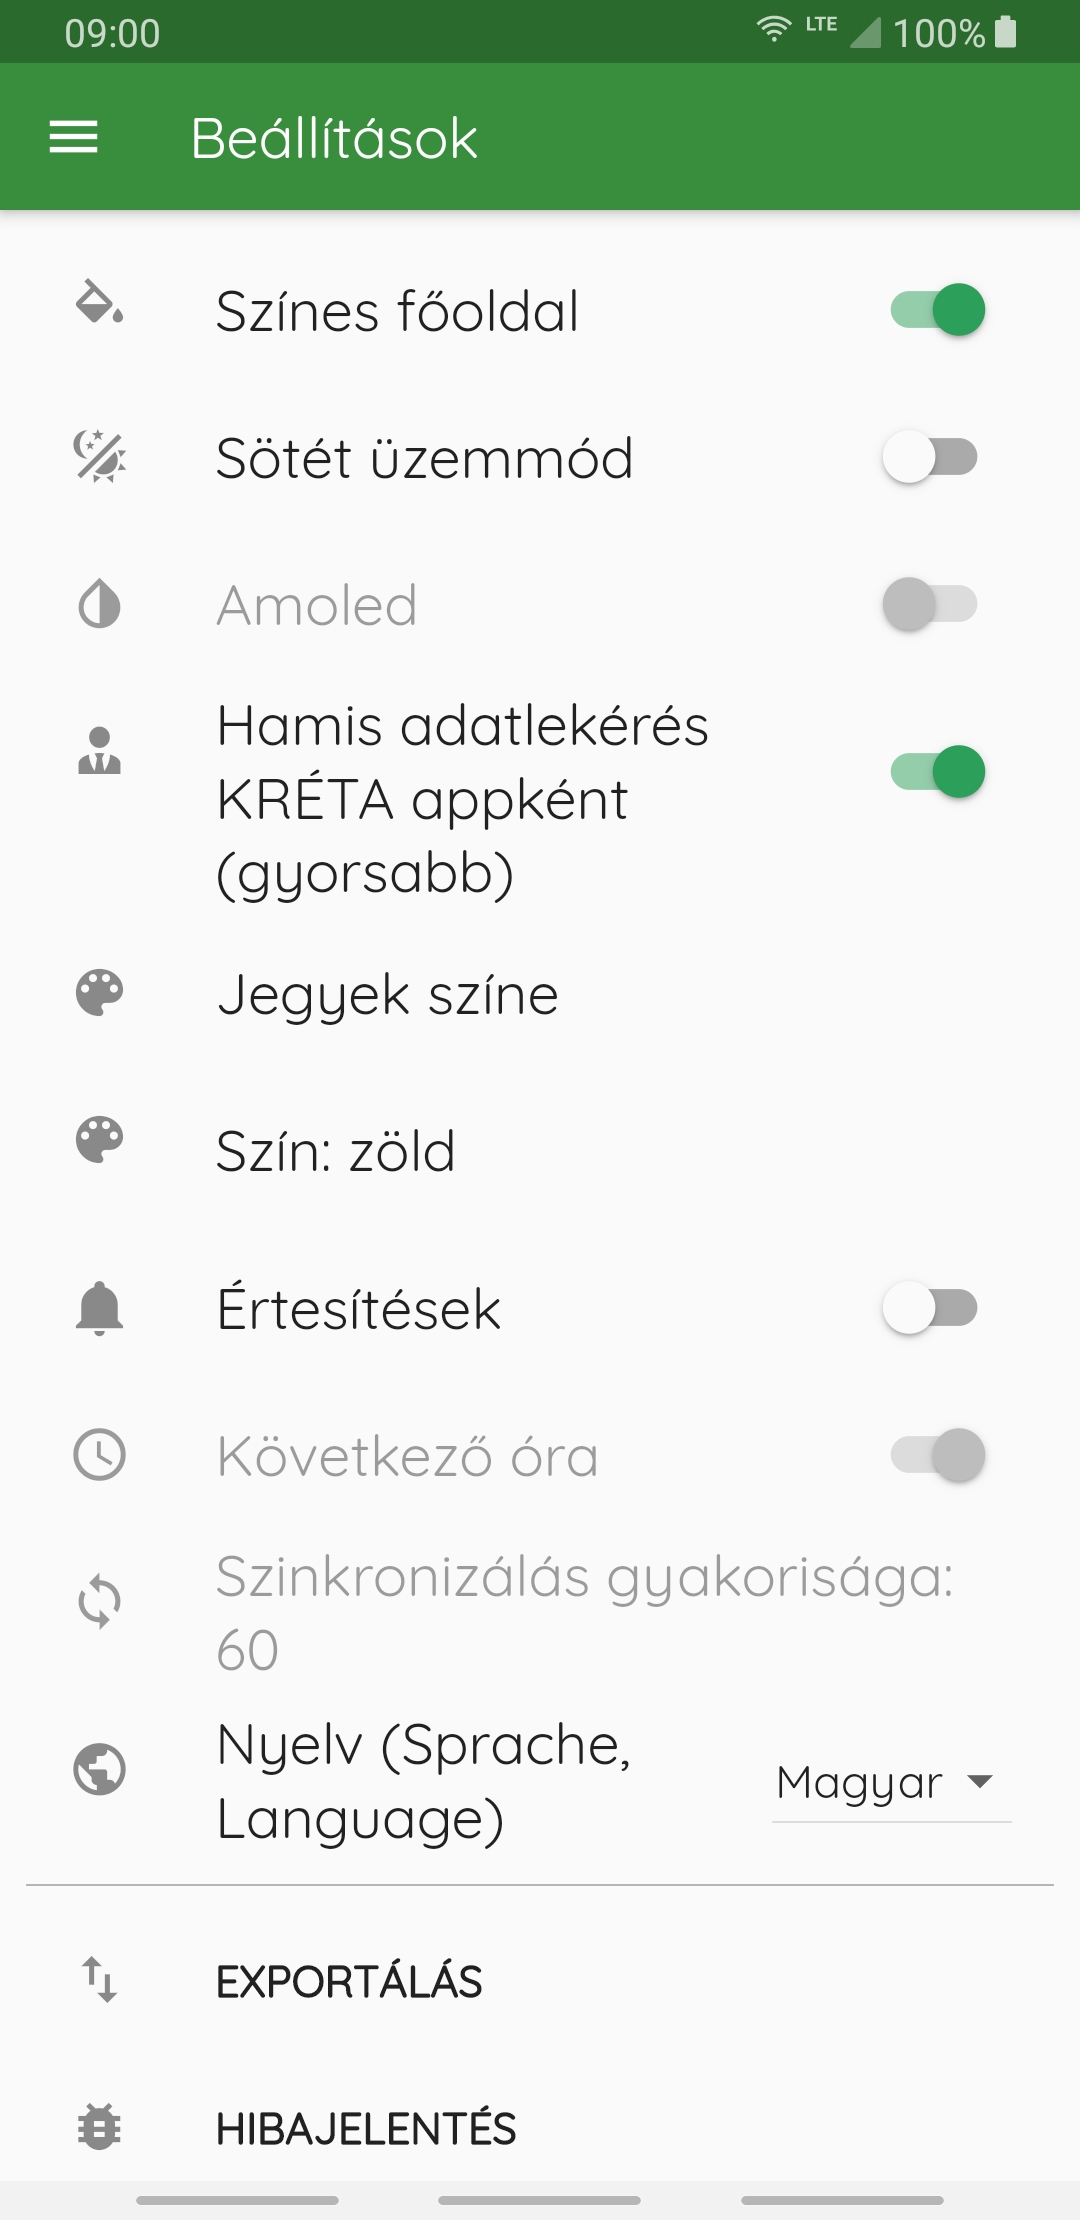 09:00 LTE 100%
Beállítások
Színes főoldal
Sötét üzemmód
Amoled
Hamis adatlekérés
KRÉTA appként
(gyorsabb)
Jegyek színe
Szín: zöld
Értesítések
Következő óra
Szinkronizálás gyakorisága:
60
Nyelv (Sprache,
Language)
Magyar
EXPORTÁLÁS
HIBAJELENTÉS